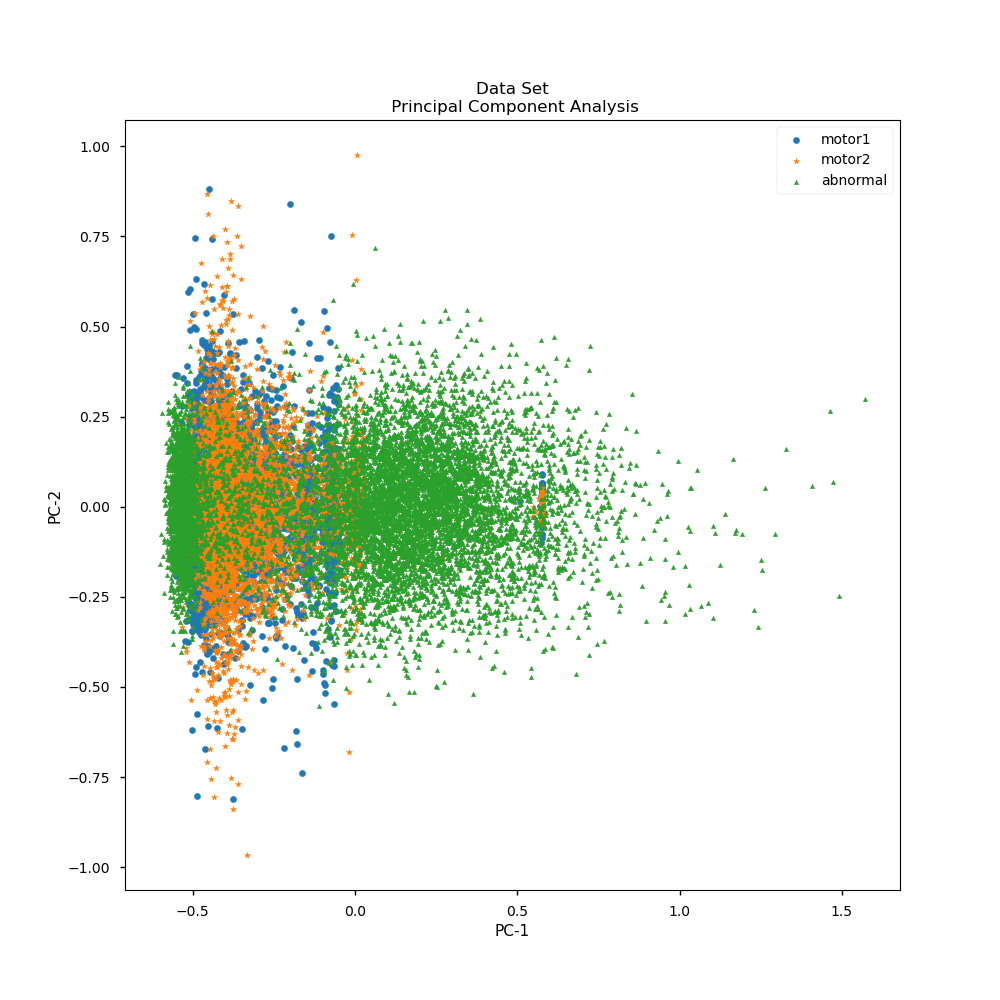 Data Set
Principal Component Analysis
motor1
motor2
abnormal
1.00
0.75
0.50
0.25
0.00
−0.25
−0.50
−0.75
−1.00
PC-2
−0.5
0.0
0.5
1.0
1.5
PC-1